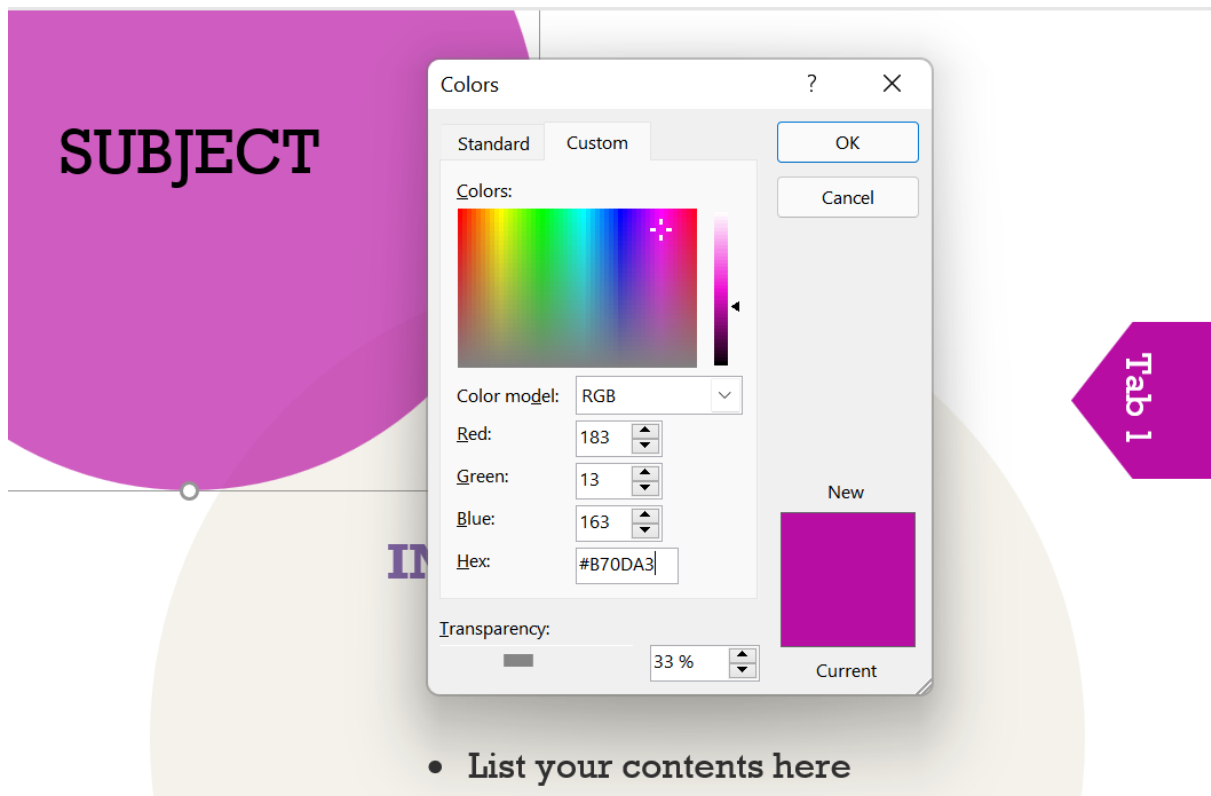 SUBJECT
Colors ?
Standard Custom
OK
Cancel
Colors:
Color model: RGB
Red: 183
Green: 13
Blue: 163
Hex: #B70DA3
Transparency:
33 %
New
Current
Tab 1
IN
• List your contents here